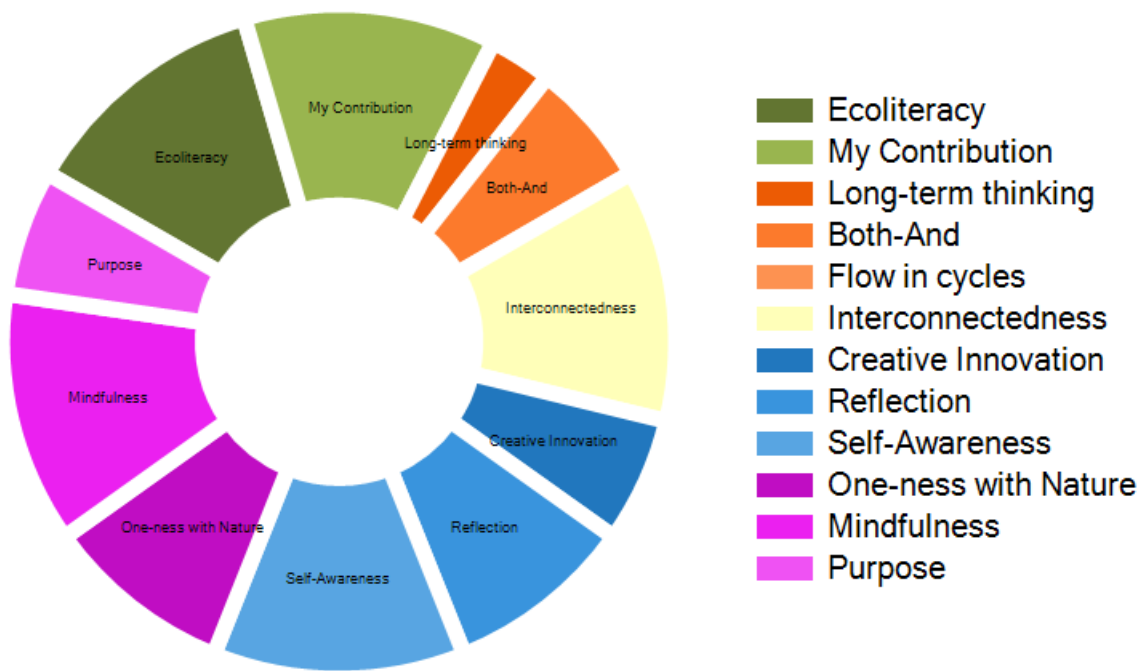 My Contribution
Long-term thinking
Ecoliteracy
Both-And
Purpose
Interconnectedness
Mindfulness
Creative Innovation
One-ness with Nature
Reflection
Self-Awareness
Ecoliteracy
My Contribution
Long-term thinking
Both-And
Flow in cycles
Interconnectedness
Creative Innovation
Reflection
Self-Awareness
One-ness with Nature
Mindfulness
Purpose